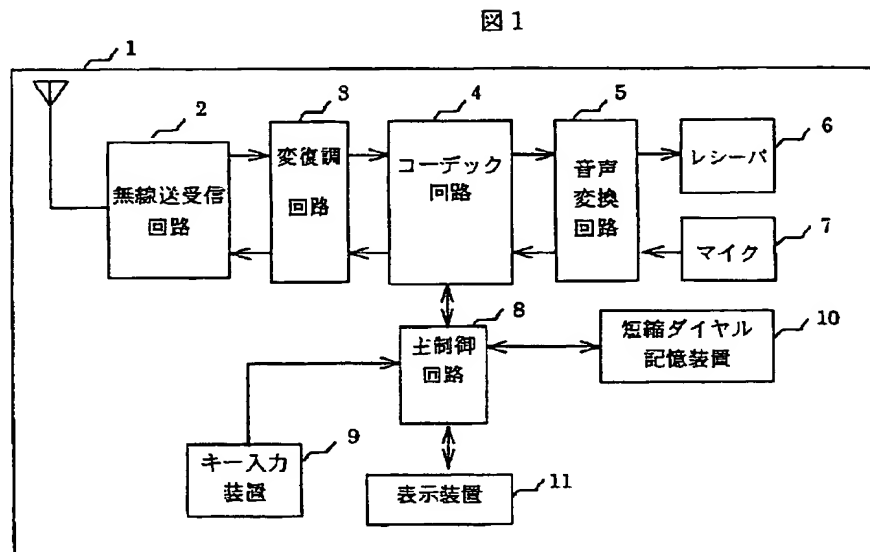 図1
1
2
無線送受信
回路
3
変復調
回路
4
コーデック
回路
5
音声
変換
回路
6
レシーバ
7
マイク
8
主制御
回路
短縮ダイヤル
記憶装置
10
キー入力
装置
9
表示装置
11